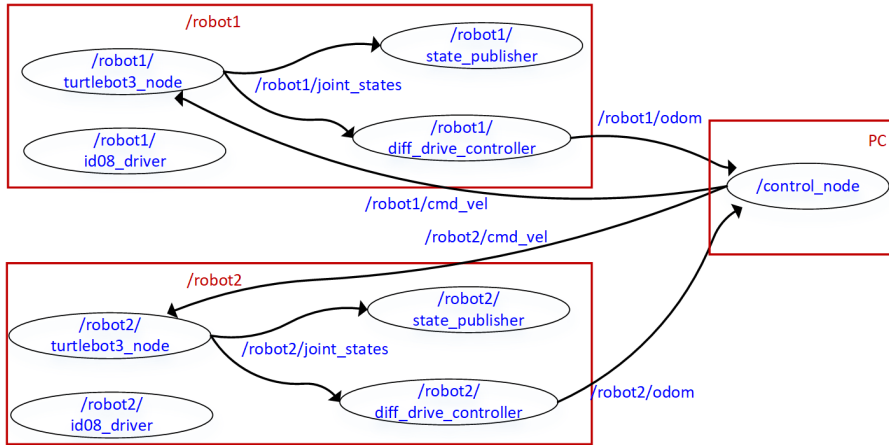 /robot1
/robot1/
turtlebot3_node
/robot1/
state_publisher
/robot1/joint_states
/robot1/
id08_driver
/robot1/
diff_drive_controller
/robot1/odom
PC
/control_node
/robot1/cmd_vel
/robot2/cmd_vel
/robot2
/robot2/
turtlebot3_node
/robot2/
state_publisher
/robot2/joint_states
/robot2/
id08_driver
/robot2/
diff_drive_controller
/robot2/odom